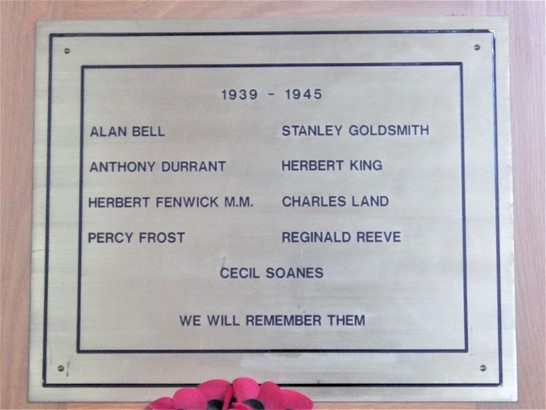 1939 - 1945
ALAN BELL STANLEY GOLDSMITH
ANTHONY DURRANT HERBERT KING
HERBERT FENWICK M.M. CHARLES LAND
PERCY FROST REGINALD REEVE
CECIL SOANES
WE WILL REMEMBER THEM